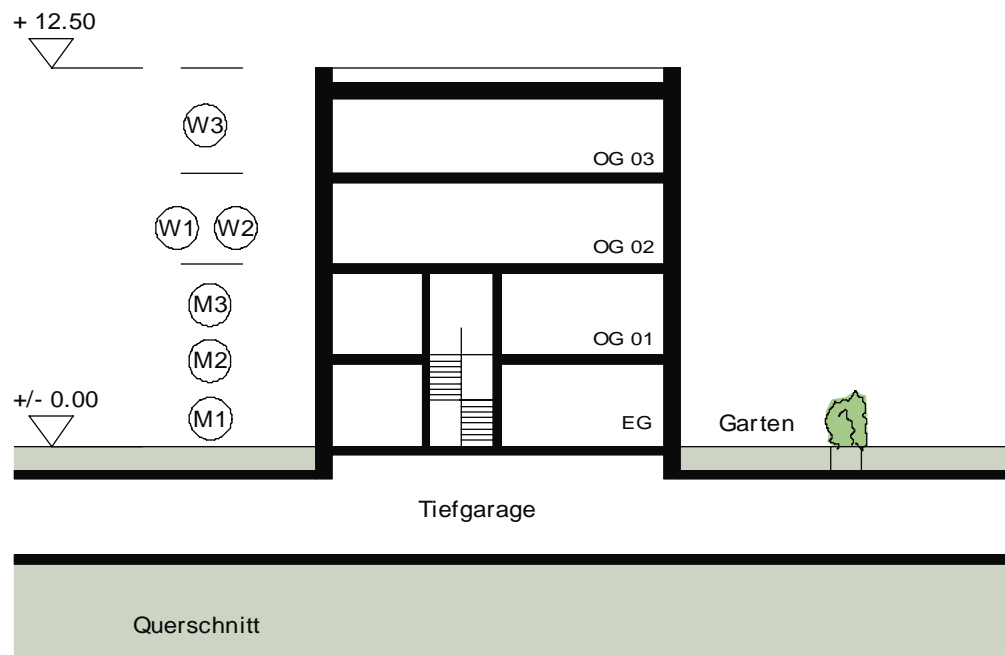 + 12.50
W3
OG 03
W1 W2
OG 02
M3
OG 01
M2
+/- 0.00
M1
EG
Garten
Tiefgarage
Querschnitt